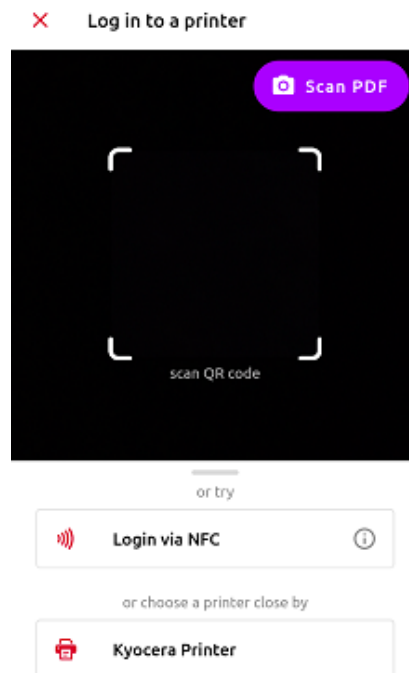 Log in to a printer
Scan PDF
scan QR code
or try
Login via NFC
or choose a printer close by
Kyocera Printer